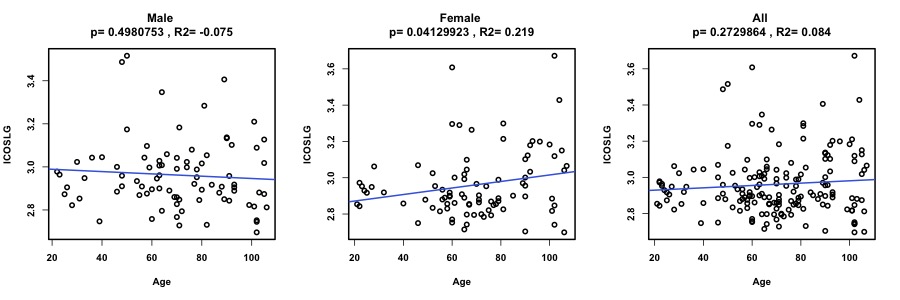 Male
p= 0.4980753 , R2= -0.075
ICOSLG
3.4
3.2
3.0
2.8
20 40 60 80 100
Age
Female
p= 0.04129923 , R2= 0.219
ICOSLG
3.6
3.4
3.2
3.0
2.8
20 40 60 80 100
Age
All
p= 0.2729864 , R2= 0.084
ICOSLG
3.6
3.4
3.2
3.0
2.8
20 40 60 80 100
Age